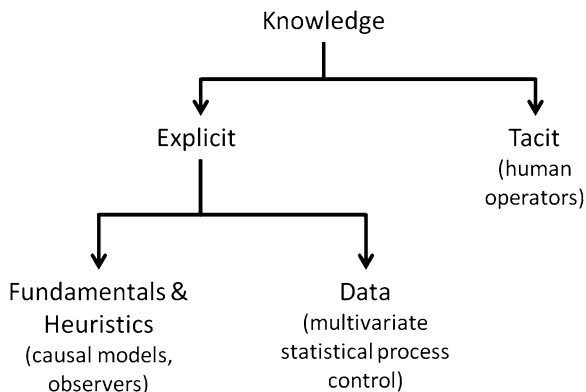 Knowledge
Explicit
Tacit
(human
operators)
Fundamentals &
Heuristics
(causal models,
observers)
Data
(multivariate
statistical process
control)